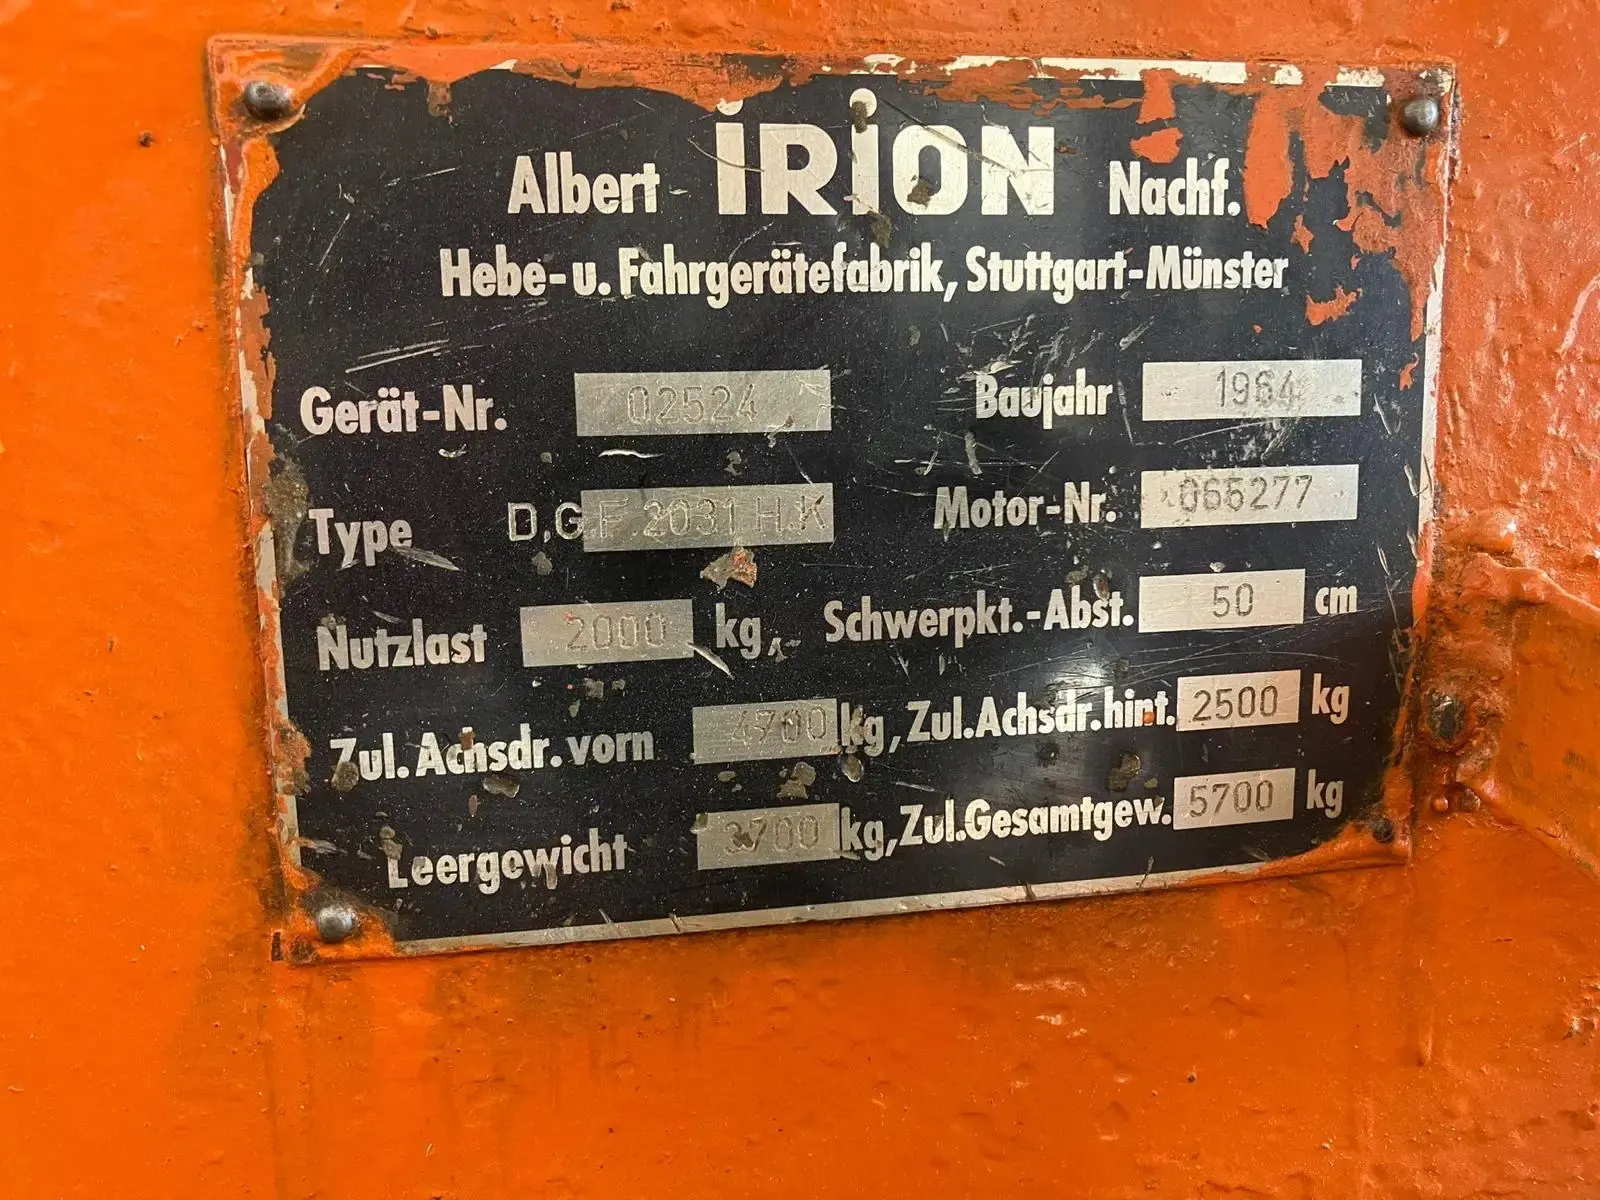 Albert IRION Nachf.
Hebe- u. Fahrgerätefabrik, Stuttgart-Münster
Gerät-Nr. 02524 Baujahr 1964
Type D.G.F. 2031 H.K Motor-Nr. 066277
Nutzlast 2000 kg, Schwerpkt.-Abst. 50 cm
Zul. Achsdr. vorn 4700 kg, Zul. Achsdr. hint. 2500 kg
Leergewicht 3700 kg, Zul. Gesamtgew. 5700 kg